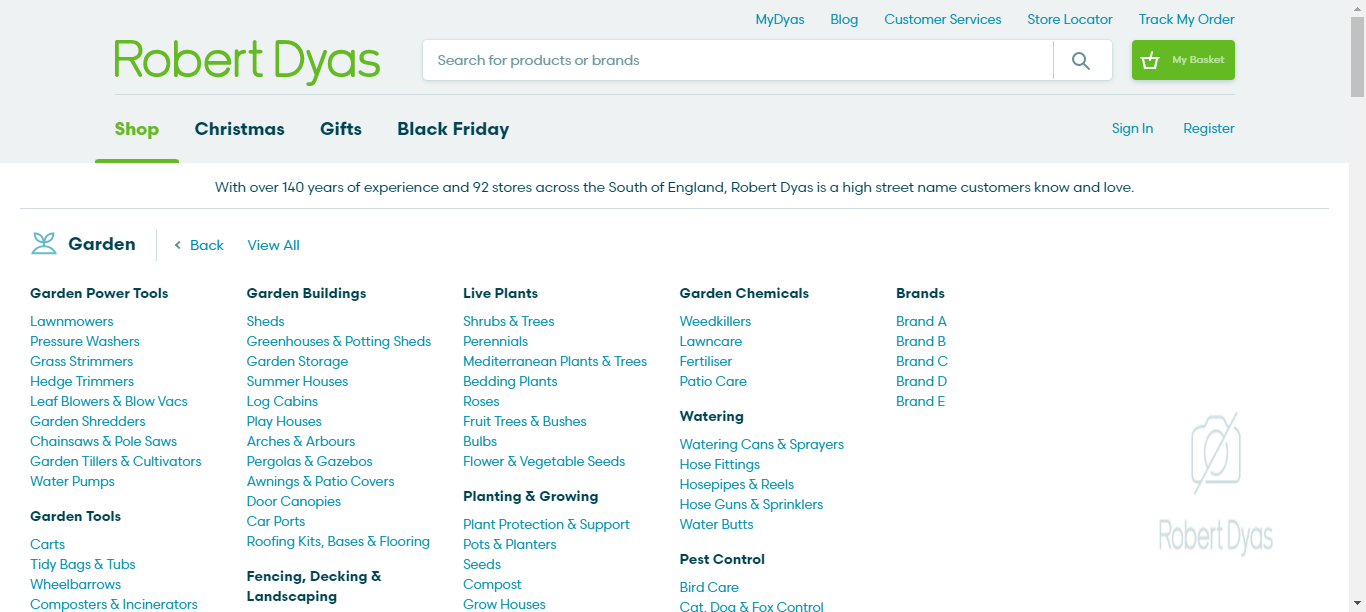 MyDyas Blog Customer Services Store Locator Track My Order
Robert Dyas
Search for products or brands
My Basket
Shop Christmas Gifts Black Friday
Sign In Register
With over 140 years of experience and 92 stores across the South of England, Robert Dyas is a high street name customers know and love.
Garden
Back View All
Garden Power Tools
Lawnmowers
Pressure Washers
Grass Strimmers
Hedge Trimmers
Leaf Blowers & Blow Vacs
Garden Shredders
Chainsaws & Pole Saws
Garden Tillers & Cultivators
Water Pumps
Garden Tools
Carts
Tidy Bags & Tubs
Wheelbarrows
Composters & Incinerators
Garden Buildings
Sheds
Greenhouses & Potting Sheds
Garden Storage
Summer Houses
Log Cabins
Play Houses
Arches & Arbours
Pergolas & Gazebos
Awnings & Patio Covers
Door Canopies
Car Ports
Roofing Kits, Bases & Flooring
Fencing, Decking &
Landscaping
Live Plants
Shrubs & Trees
Perennials
Mediterranean Plants & Trees
Bedding Plants
Roses
Fruit Trees & Bushes
Bulbs
Flower & Vegetable Seeds
Planting & Growing
Plant Protection & Support
Pots & Planters
Seeds
Compost
Grow Houses
Garden Chemicals
Weedkillers
Lawncare
Fertiliser
Patio Care
Watering
Watering Cans & Sprayers
Hose Fittings
Hosepipes & Reels
Hose Guns & Sprinklers
Water Butts
Pest Control
Bird Care
Cat, Dog & Fox Control
Brands
Brand A
Brand B
Brand C
Brand D
Brand E
Robert Dyas